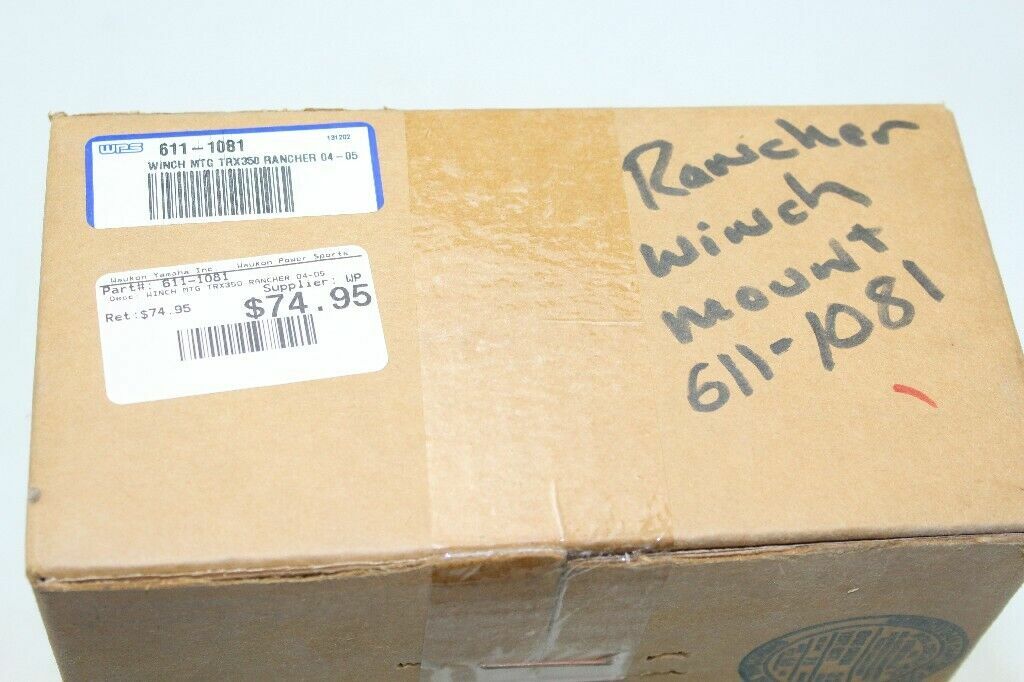 WPS 611-1081 131202
WINCH MTG TRX350 RANCHER 04-05
Waukon Yamaha Inc Waukon Power Sports
Part#: 611-1081 Supplier: WP
Desc: WINCH MTG TRX350 RANCHER 04-05
Ret:$74.95 $74.95
Rancher
winch
mount
611-1081